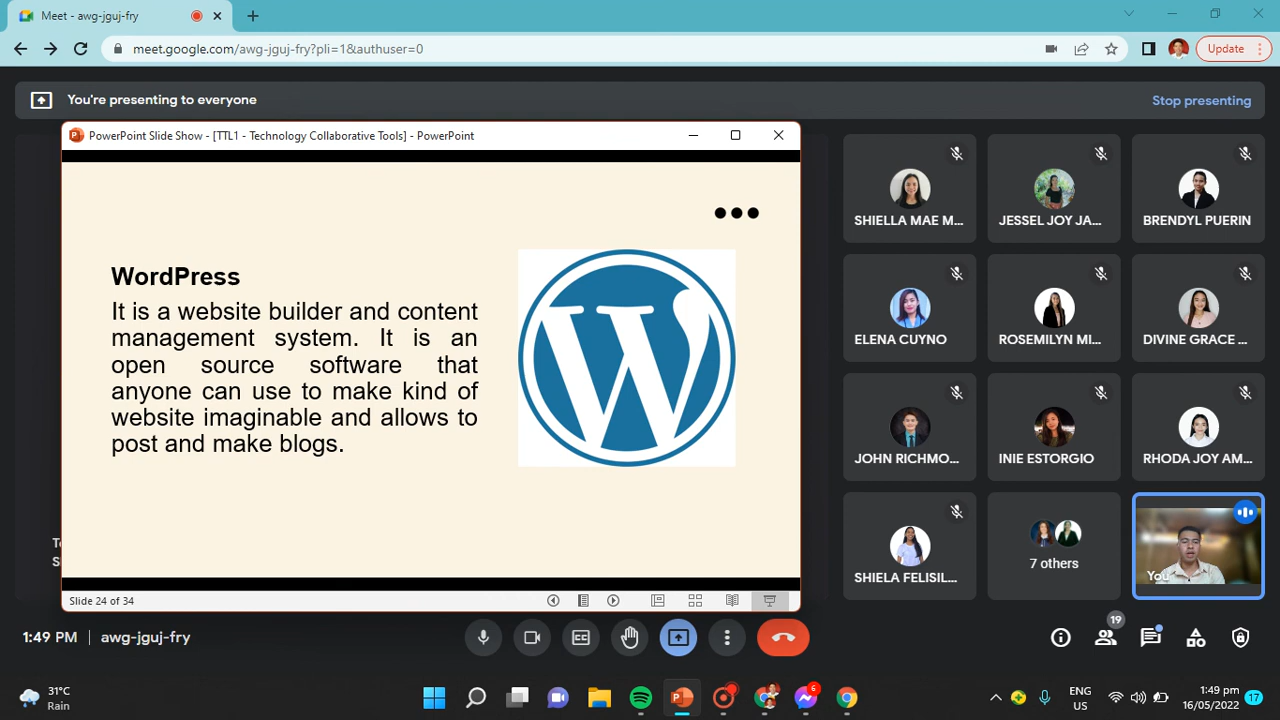 Meet - awg-jguj-fry
meet.google.com/awg-jguj-fry?pli=1&authuser=0
Update
You're presenting to everyone
Stop presenting
PowerPoint Slide Show - [TTL1 - Technology Collaborative Tools] - PowerPoint
WordPress
It is a website builder and content
management system. It is an
open source software that
anyone can use to make kind of
website imaginable and allows to
post and make blogs.
Slide 24 of 34
SHIELLA MAE M...
JESSEL JOY JA...
BRENDYL PUERIN
ELENA CUYNO
ROSEMILYN MI...
DIVINE GRACE ...
JOHN RICHMO...
INIE ESTORGIO
RHODA JOY AM...
SHIELA FELISIL...
7 others
You
1:49 PM | awg-jguj-fry
CC
19
31°C
Rain
6
ENG
US
1:49 pm
16/05/2022
17